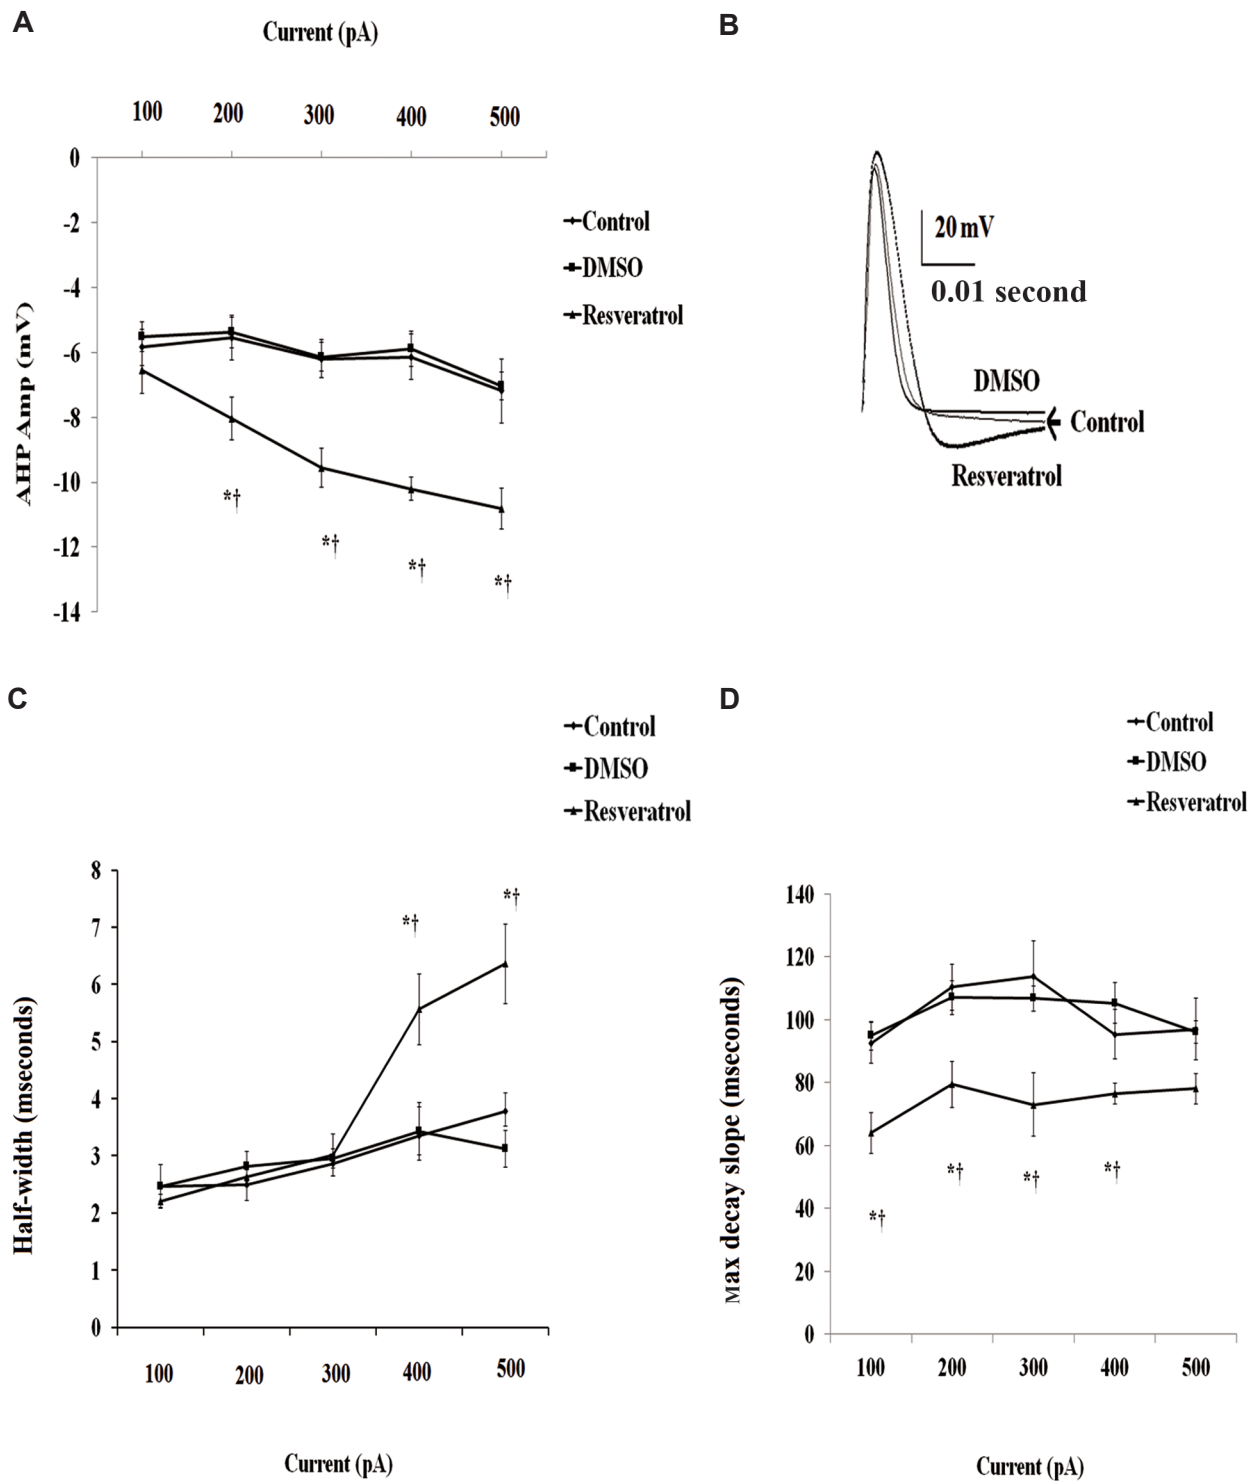 A
Current (pA)
100 200 300 400 500
0
-2
-4
-6
-8
-10
-12
-14
AHP Amp (mV)
Control
DMSO
Resveratrol
*†
*†
*†
*†
B
20 mV
0.01 second
DMSO
Control
Resveratrol
C
Control
DMSO
Resveratrol
8
7
6
5
4
3
2
1
0
Half-width (mseconds)
*†
*†
100 200 300 400 500
Current (pA)
D
Control
DMSO
Resveratrol
140
120
100
80
60
40
20
0
Max decay slope (mseconds)
*†
*†
*†
*†
100 200 300 400 500
Current (pA)